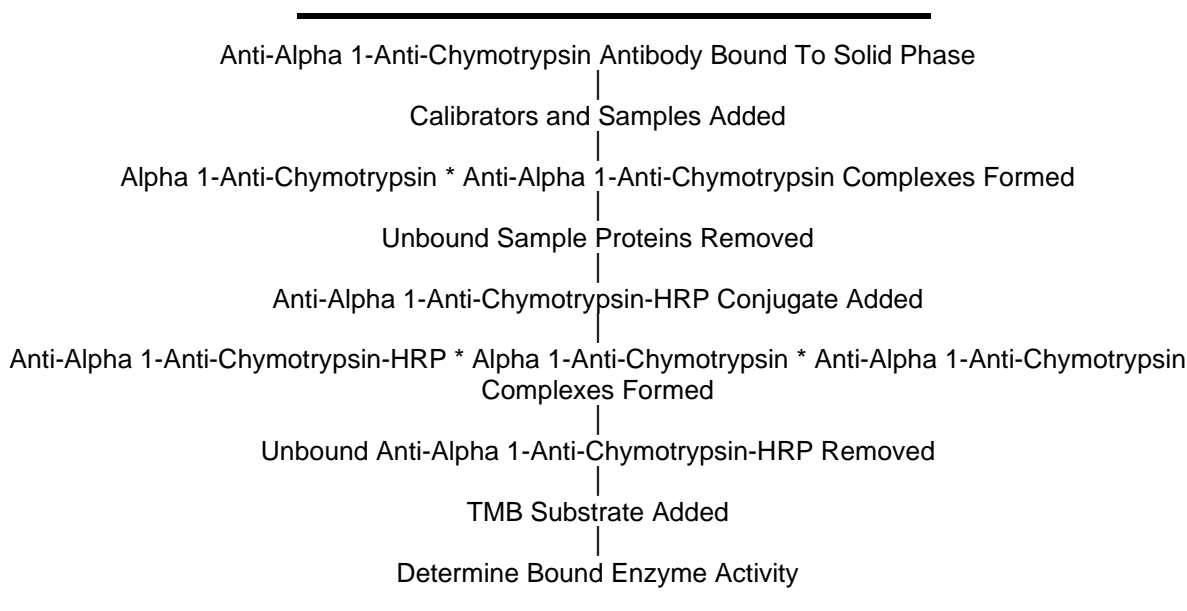 Anti-Alpha 1-Anti-Chymotrypsin Antibody Bound To Solid Phase
Calibrators and Samples Added
Alpha 1-Anti-Chymotrypsin * Anti-Alpha 1-Anti-Chymotrypsin Complexes Formed
Unbound Sample Proteins Removed
Anti-Alpha 1-Anti-Chymotrypsin-HRP Conjugate Added
Anti-Alpha 1-Anti-Chymotrypsin-HRP * Alpha 1-Anti-Chymotrypsin * Anti-Alpha 1-Anti-Chymotrypsin
Complexes Formed
Unbound Anti-Alpha 1-Anti-Chymotrypsin-HRP Removed
TMB Substrate Added
Determine Bound Enzyme Activity